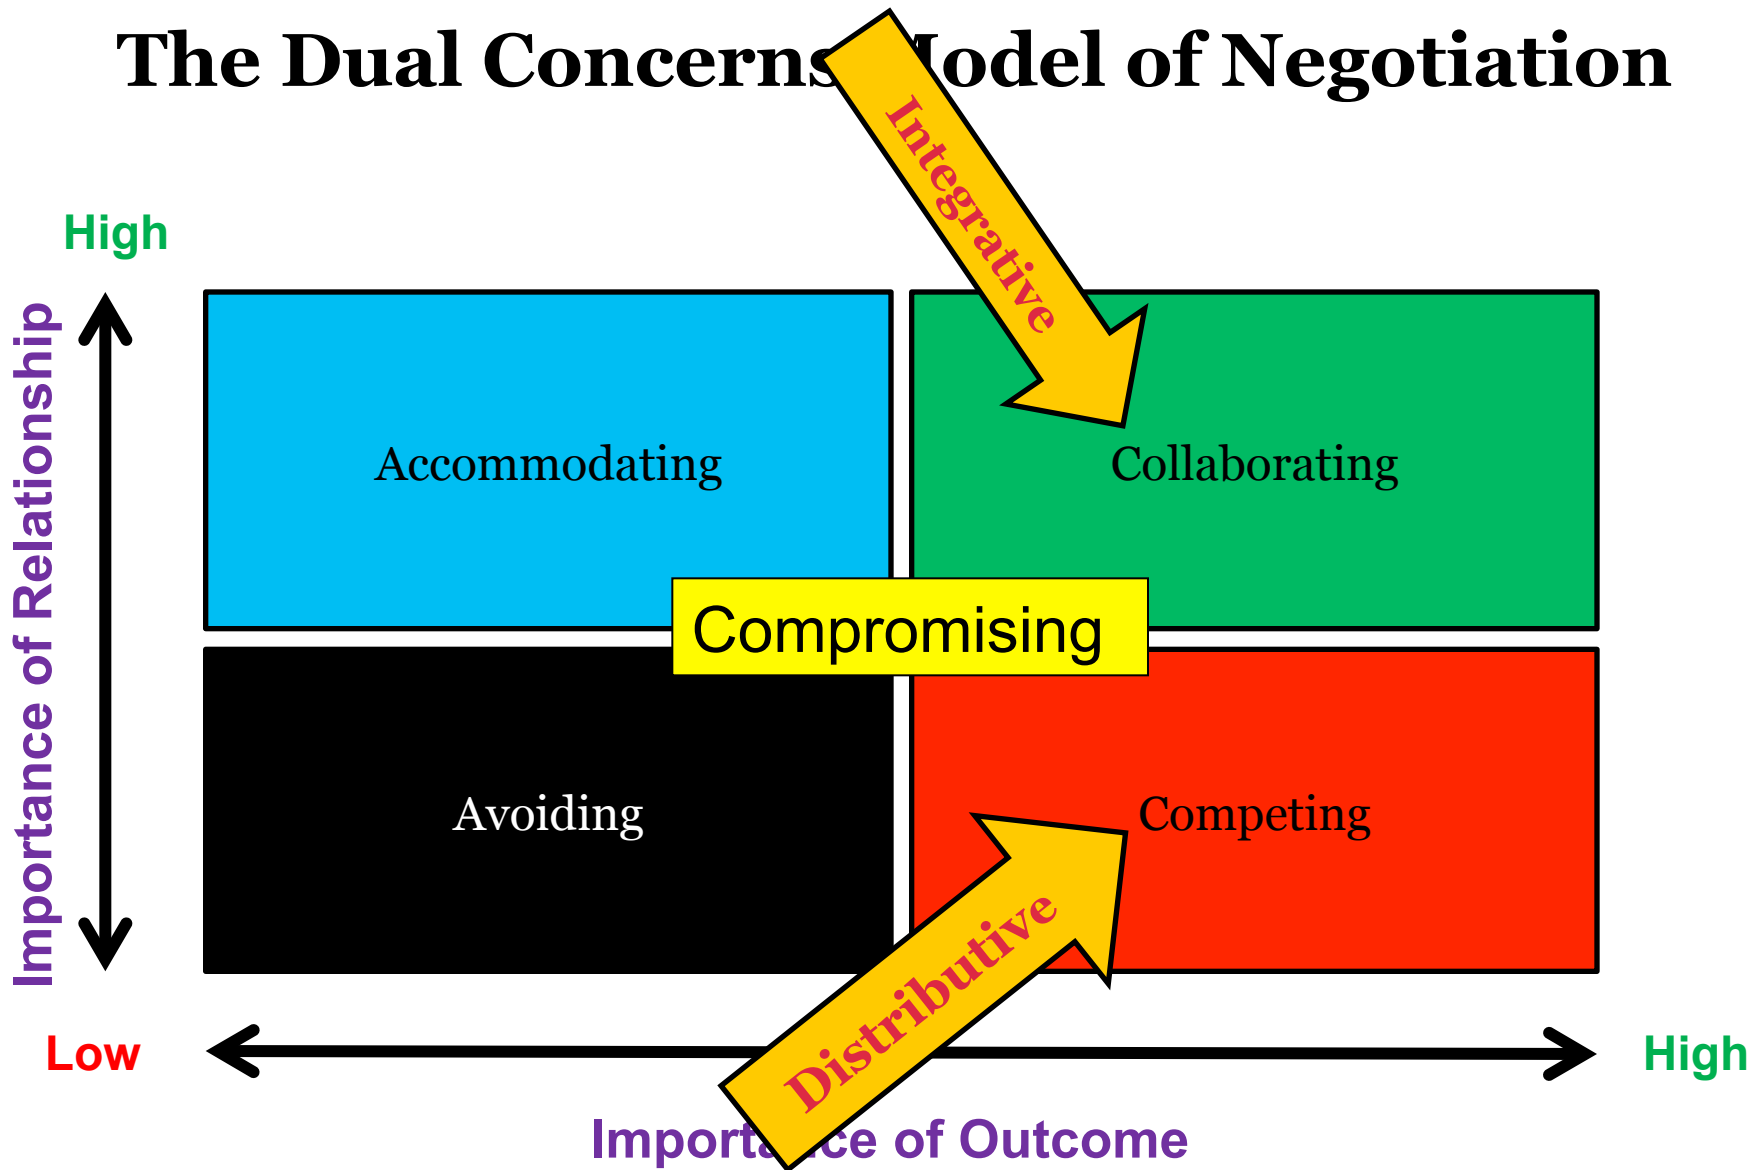 The Dual Concerns Model of Negotiation
Integrative
High
Importance of Relationship
Accommodating
Collaborating
Compromising
Avoiding
Competing
Distributive
Low
High
Importance of Outcome